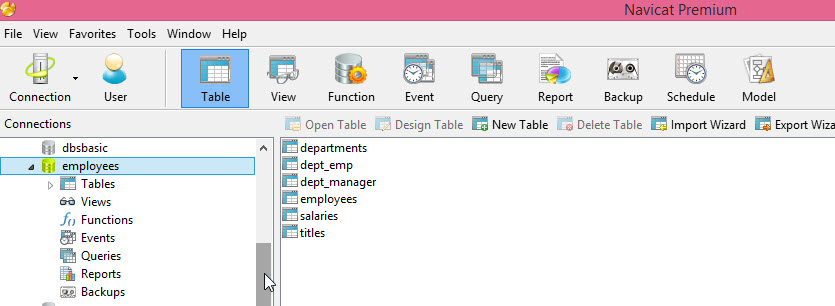 Navicat Premium
File View Favorites Tools Window Help
Connection User Table View Function Event Query Report Backup Schedule Model
Connections
Open Table Design Table New Table Delete Table Import Wizard Export Wiza
dbsbasic
employees
Tables
Views
f() Functions
Events
Queries
Reports
Backups
departments
dept_emp
dept_manager
employees
salaries
titles